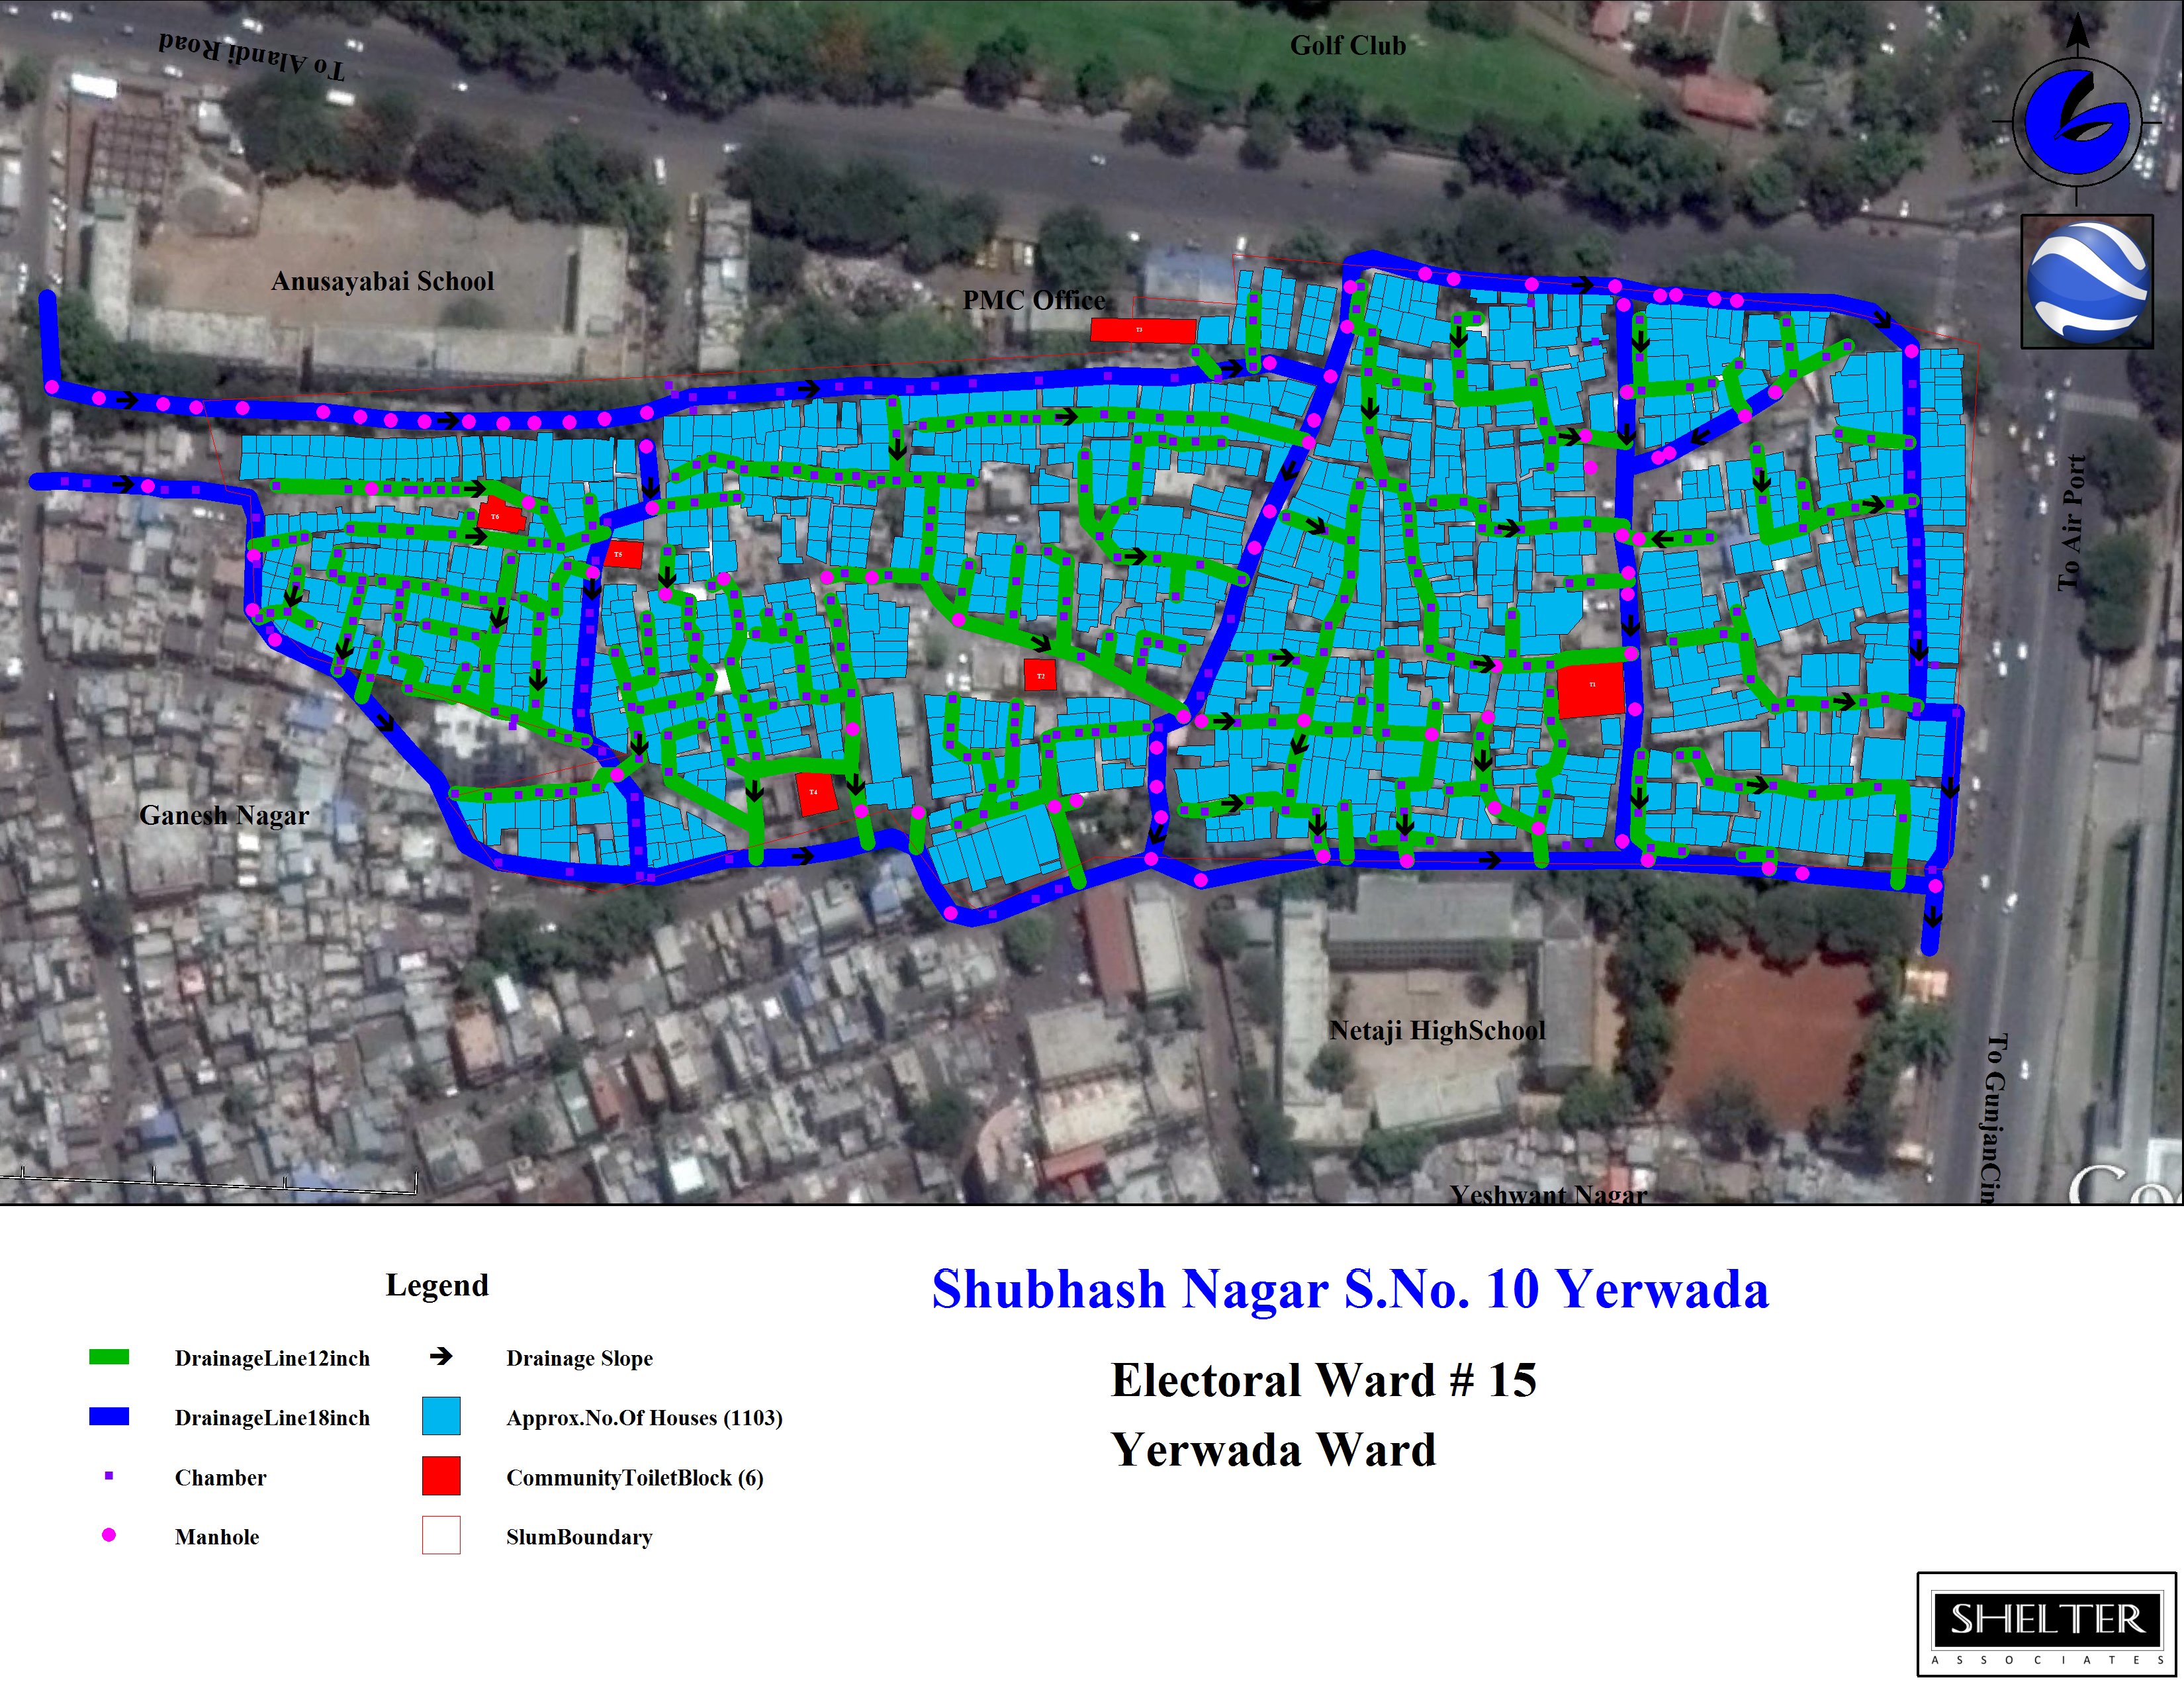 To Alandi Road
Golf Club
Anusayabai School
PMC Office
T3
T6
T5
To Air Port
T2
T1
T4
Ganesh Nagar
Netaji HighSchool
To GunjanCin
Yeshwant Nagar
Legend
DrainageLine12inch
Drainage Slope
DrainageLine18inch
Approx.No.Of Houses (1103)
Chamber
CommunityToiletBlock (6)
Manhole
SlumBoundary
Shubhash Nagar S.No. 10 Yerwada
Electoral Ward # 15
Yerwada Ward
SHELTER
ASSOCIATES